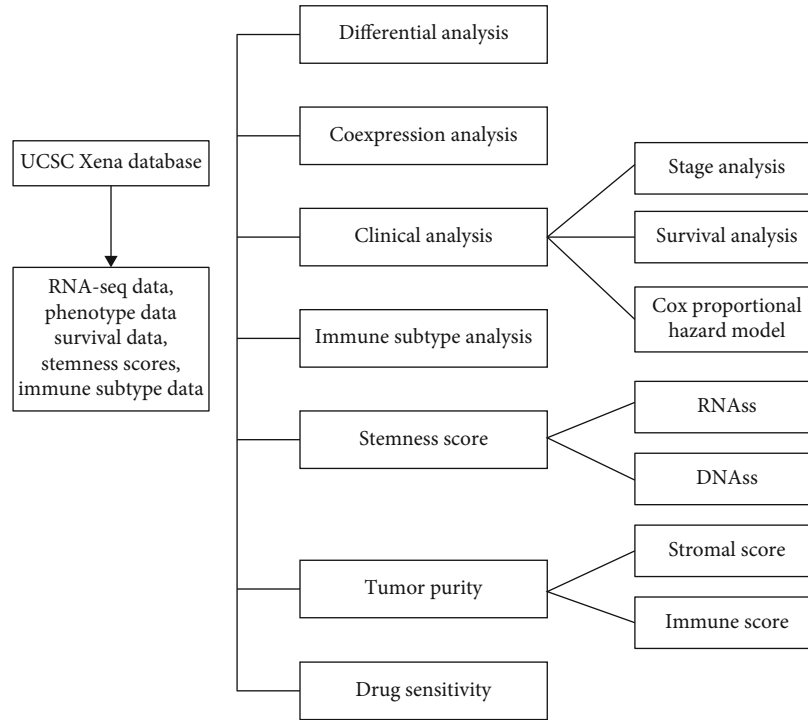 UCSC Xena database
RNA-seq data,
phenotype data
survival data,
stemness scores,
immune subtype data
Differential analysis
Coexpression analysis
Clinical analysis
Immune subtype analysis
Stemness score
Tumor purity
Drug sensitivity
Stage analysis
Survival analysis
Cox proportional
hazard model
RNAss
DNAss
Stromal score
Immune score